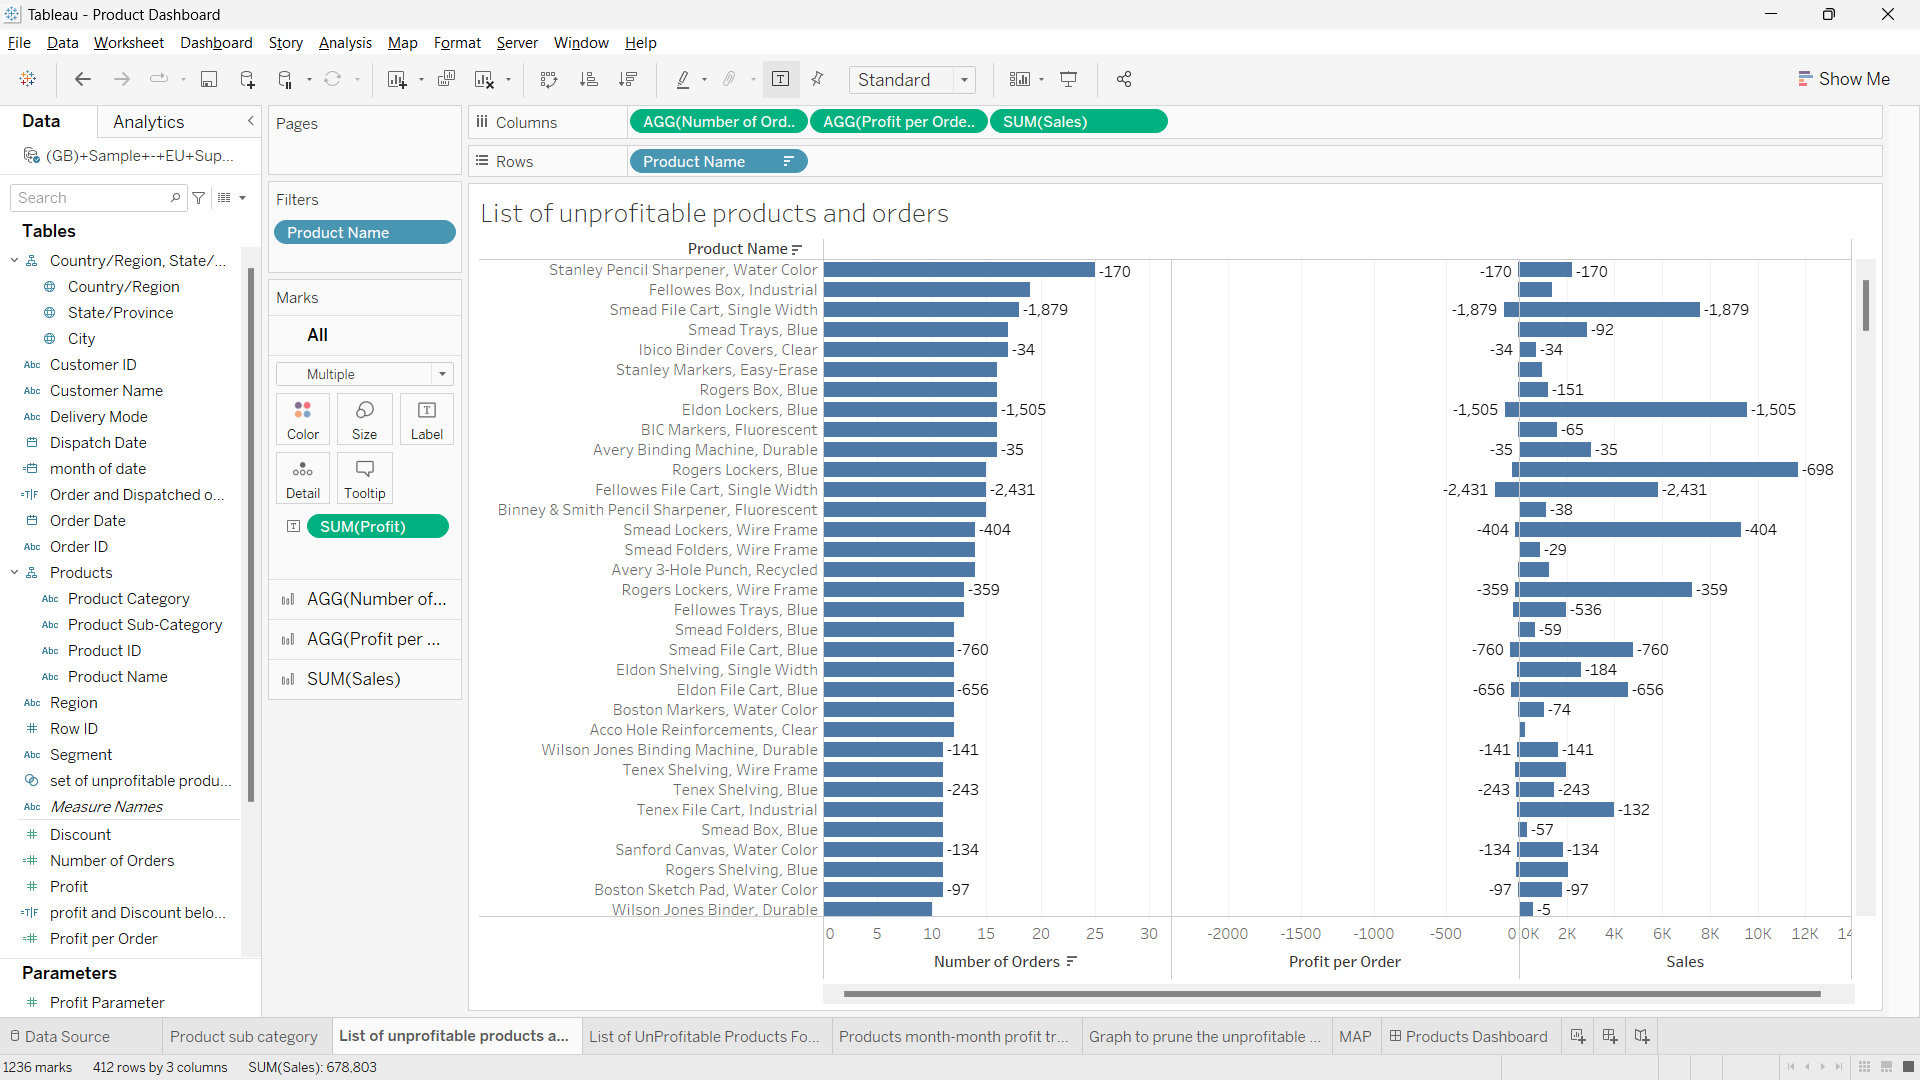 Tableau - Product Dashboard
File Data Worksheet Dashboard Story Analysis Map Format Server Window Help
Standard
Show Me
Data
Analytics
(GB)+Sample+-+EU+Sup...
Search
Tables
Country/Region, State/...
Country/Region
State/Province
City
Abc Customer ID
Abc Customer Name
Abc Delivery Mode
Dispatch Date
month of date
=T|F Order and Dispatched o...
Order Date
Abc Order ID
Products
Abc Product Category
Abc Product Sub-Category
Abc Product ID
Abc Product Name
Abc Region
# Row ID
Abc Segment
set of unprofitable produ...
Abc Measure Names
# Discount
=# Number of Orders
# Profit
=T|F profit and Discount belo...
=# Profit per Order
Parameters
# Profit Parameter
Pages
Filters
Product Name
Marks
All
Multiple
Color Size Label
Detail Tooltip
SUM(Profit)
AGG(Number of...
AGG(Profit per ...
SUM(Sales)
Columns AGG(Number of Ord.. AGG(Profit per Orde.. SUM(Sales)
Rows Product Name
List of unprofitable products and orders
Product Name
Stanley Pencil Sharpener, Water Color -170 -170 -170
Fellowes Box, Industrial
Smead File Cart, Single Width -1,879 -1,879 -1,879
Smead Trays, Blue -92
Ibico Binder Covers, Clear -34 -34 -34
Stanley Markers, Easy-Erase
Rogers Box, Blue -151
Eldon Lockers, Blue -1,505 -1,505 -1,505
BIC Markers, Fluorescent -65
Avery Binding Machine, Durable -35 -35 -35
Rogers Lockers, Blue -698
Fellowes File Cart, Single Width -2,431 -2,431 -2,431
Binney & Smith Pencil Sharpener, Fluorescent -38
Smead Lockers, Wire Frame -404 -404 -404
Smead Folders, Wire Frame -29
Avery 3-Hole Punch, Recycled
Rogers Lockers, Wire Frame -359 -359 -359
Fellowes Trays, Blue -536
Smead Folders, Blue -59
Smead File Cart, Blue -760 -760 -760
Eldon Shelving, Single Width -184
Eldon File Cart, Blue -656 -656 -656
Boston Markers, Water Color -74
Acco Hole Reinforcements, Clear
Wilson Jones Binding Machine, Durable -141 -141 -141
Tenex Shelving, Wire Frame
Tenex Shelving, Blue -243 -243 -243
Tenex File Cart, Industrial -132
Smead Box, Blue -57
Sanford Canvas, Water Color -134 -134 -134
Rogers Shelving, Blue
Boston Sketch Pad, Water Color -97 -97 -97
Wilson Jones Binder, Durable -5
0 5 10 15 20 25 30 -2000 -1500 -1000 -500 0 0K 2K 4K 6K 8K 10K 12K 14
Number of Orders Profit per Order Sales
Data Source Product sub category List of unprofitable products a... List of UnProfitable Products Fo... Products month-month profit tr... Graph to prune the unprofitable ... MAP Products Dashboard
1236 marks 412 rows by 3 columns SUM(Sales): 678,803